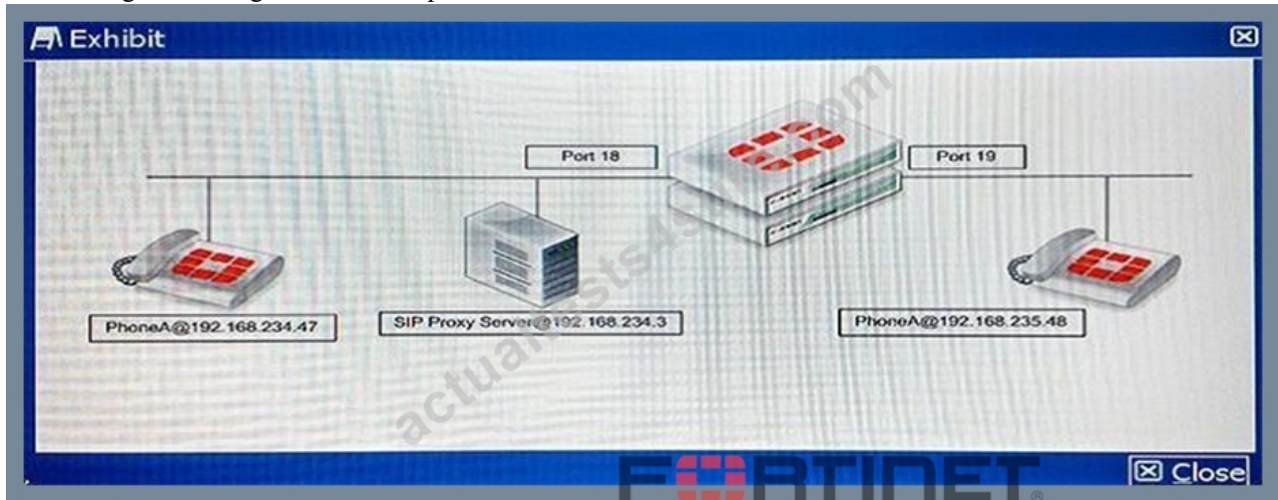 Exhibit
Port 18
Port 19
PhoneA@192.168.234.47
SIP Proxy Server@192.168.234.3
PhoneA@192.168.235.48
FORTINET
Close